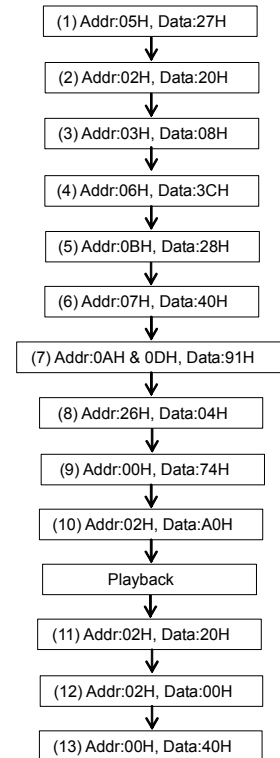 (1) Addr:05H, Data:27H
(2) Addr:02H, Data:20H
(3) Addr:03H, Data:08H
(4) Addr:06H, Data:3CH
(5) Addr:0BH, Data:28H
(6) Addr:07H, Data:40H
(7) Addr:0AH & 0DH, Data:91H
(8) Addr:26H, Data:04H
(9) Addr:00H, Data:74H
(10) Addr:02H, Data:A0H
Playback
(11) Addr:02H, Data:20H
(12) Addr:02H, Data:00H
(13) Addr:00H, Data:40H